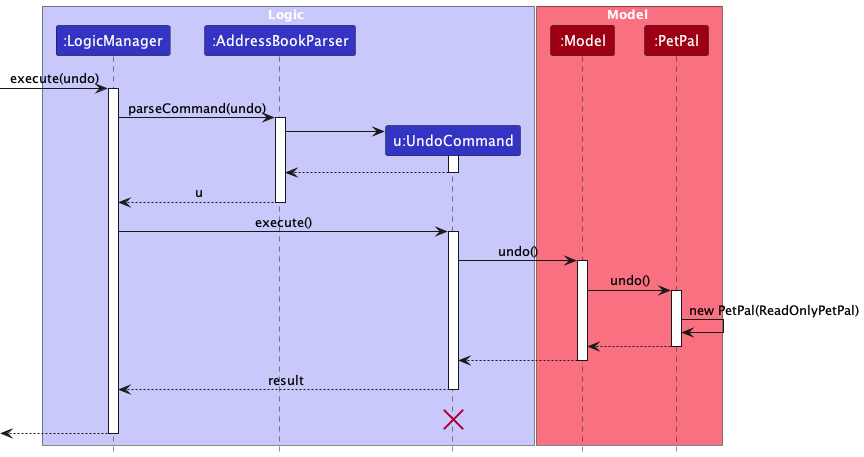 Logic
Model
:LogicManager
:AddressBookParser
:Model
:PetPal
execute(undo)
parseCommand(undo)
u:UndoCommand
u
execute()
undo()
undo()
new PetPal(ReadOnlyPetPal)
result